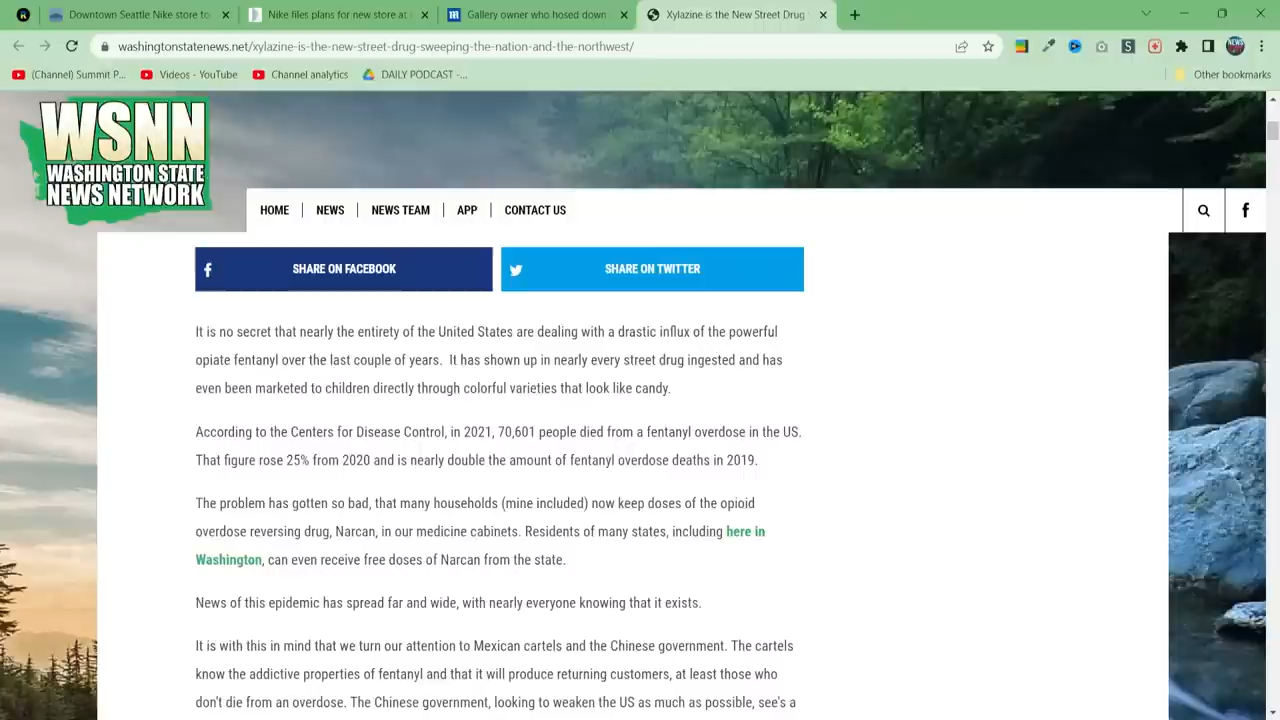 Downtown Seattle Nike store to
Nike files plans for new store at
Gallery owner who hosed down
Xylazine is the New Street Drug
washingtonstatenews.net/xylazine-is-the-new-street-drug-sweeping-the-nation-and-the-northwest/
(Channel) Summit P...
Videos - YouTube
Channel analytics
DAILY PODCAST -...
Other bookmarks
WSNN
WASHINGTON STATE
NEWS NETWORK
HOME
NEWS
NEWS TEAM
APP
CONTACT US
SHARE ON FACEBOOK
SHARE ON TWITTER
It is no secret that nearly the entirety of the United States are dealing with a drastic influx of the powerful
opiate fentanyl over the last couple of years.  It has shown up in nearly every street drug ingested and has
even been marketed to children directly through colorful varieties that look like candy.
According to the Centers for Disease Control, in 2021, 70,601 people died from a fentanyl overdose in the US.
That figure rose 25% from 2020 and is nearly double the amount of fentanyl overdose deaths in 2019.
The problem has gotten so bad, that many households (mine included) now keep doses of the opioid
overdose reversing drug, Narcan, in our medicine cabinets. Residents of many states, including here in
Washington, can even receive free doses of Narcan from the state.
News of this epidemic has spread far and wide, with nearly everyone knowing that it exists.
It is with this in mind that we turn our attention to Mexican cartels and the Chinese government. The cartels
know the addictive properties of fentanyl and that it will produce returning customers, at least those who
don't die from an overdose. The Chinese government, looking to weaken the US as much as possible, see's a